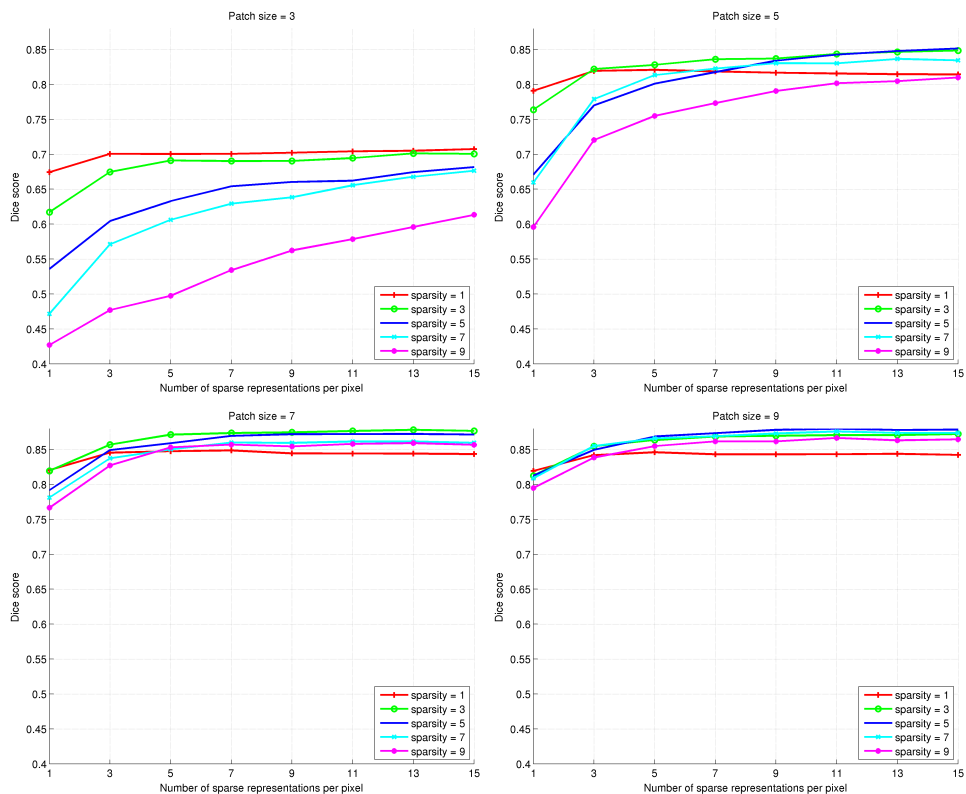 Patch size = 3
0.85
0.8
0.75
0.7
0.65
0.6
0.55
0.5
0.45
0.4
Dice score
sparsity = 1
sparsity = 3
sparsity = 5
sparsity = 7
sparsity = 9
1 3 5 7 9 11 13 15
Number of sparse representations per pixel
Patch size = 5
0.85
0.8
0.75
0.7
0.65
0.6
0.55
0.5
0.45
0.4
Dice score
sparsity = 1
sparsity = 3
sparsity = 5
sparsity = 7
sparsity = 9
1 3 5 7 9 11 13 15
Number of sparse representations per pixel
Patch size = 7
0.85
0.8
0.75
0.7
0.65
0.6
0.55
0.5
0.45
0.4
Dice score
sparsity = 1
sparsity = 3
sparsity = 5
sparsity = 7
sparsity = 9
1 3 5 7 9 11 13 15
Number of sparse representations per pixel
Patch size = 9
0.85
0.8
0.75
0.7
0.65
0.6
0.55
0.5
0.45
0.4
Dice score
sparsity = 1
sparsity = 3
sparsity = 5
sparsity = 7
sparsity = 9
1 3 5 7 9 11 13 15
Number of sparse representations per pixel